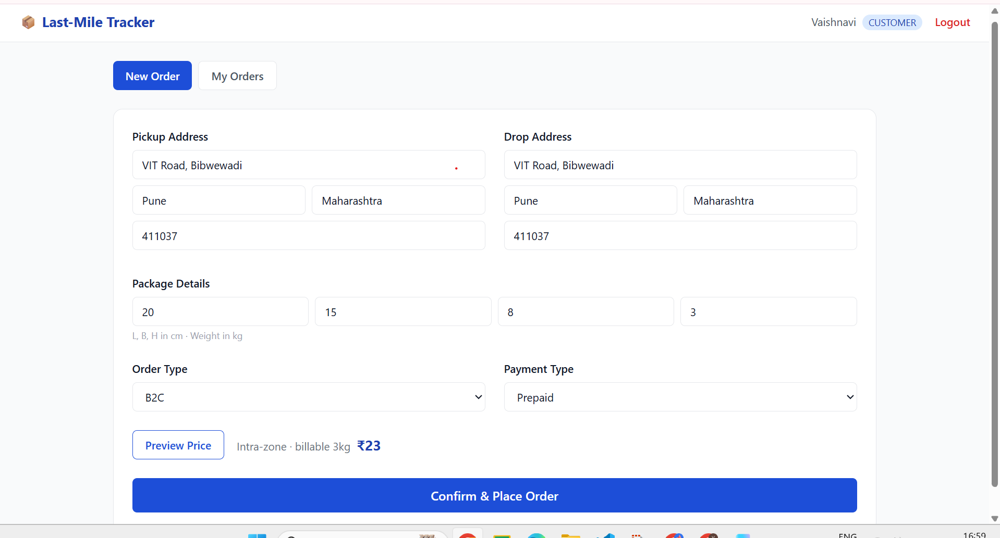 Last-Mile Tracker
Vaishnavi CUSTOMER Logout
New Order My Orders
Pickup Address
VIT Road, Bibwewadi
Pune Maharashtra
411037
Drop Address
VIT Road, Bibwewadi
Pune Maharashtra
411037
Package Details
20 15 8 3
L, B, H in cm · Weight in kg
Order Type
B2C
Payment Type
Prepaid
Preview Price Intra-zone · billable 3kg ₹23
Confirm & Place Order
ENG 16:59